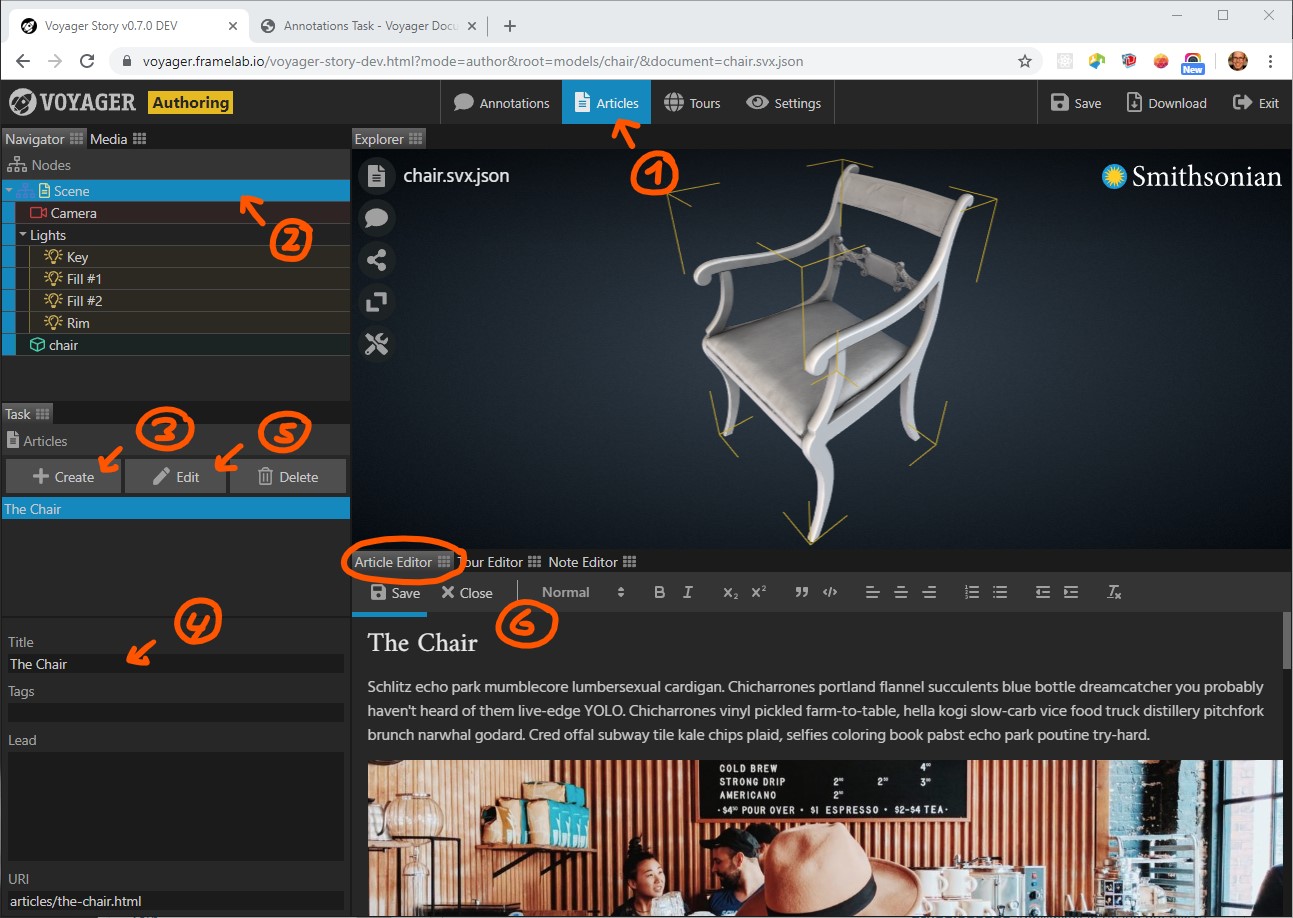 Voyager Story v0.7.0 DEV
Annotations Task - Voyager Docu
voyager.framelab.io/voyager-story-dev.html?mode=author&root=models/chair/&document=chair.svx.json
New
VOYAGER Authoring
Annotations
Articles
Tours
Settings
Save
Download
Exit
Navigator
Media
Explorer
Nodes
Scene
Camera
Lights
Key
Fill #1
Fill #2
Rim
chair
chair.svx.json
Smithsonian
1
2
Task
Articles
3
5
Create
Edit
Delete
The Chair
4
Title
The Chair
Tags
Lead
URI
articles/the-chair.html
Article Editor
Tour Editor
Note Editor
Save
Close
Normal
B
I
X₂
X²
6
The Chair
Schlitz echo park mumblecore lumbersexual cardigan. Chicharrones portland flannel succulents blue bottle dreamcatcher you probably
haven't heard of them live-edge YOLO. Chicharrones vinyl pickled farm-to-table, hella kogi slow-carb vice food truck distillery pitchfork
brunch narwhal godard. Cred offal subway tile kale chips plaid, selfies coloring book pabst echo park poutine try-hard.
COLD BREW
STRONG DRIP
AMERICANO
POUR OVER • $1 ESPRESSO • $2-$4 TEA